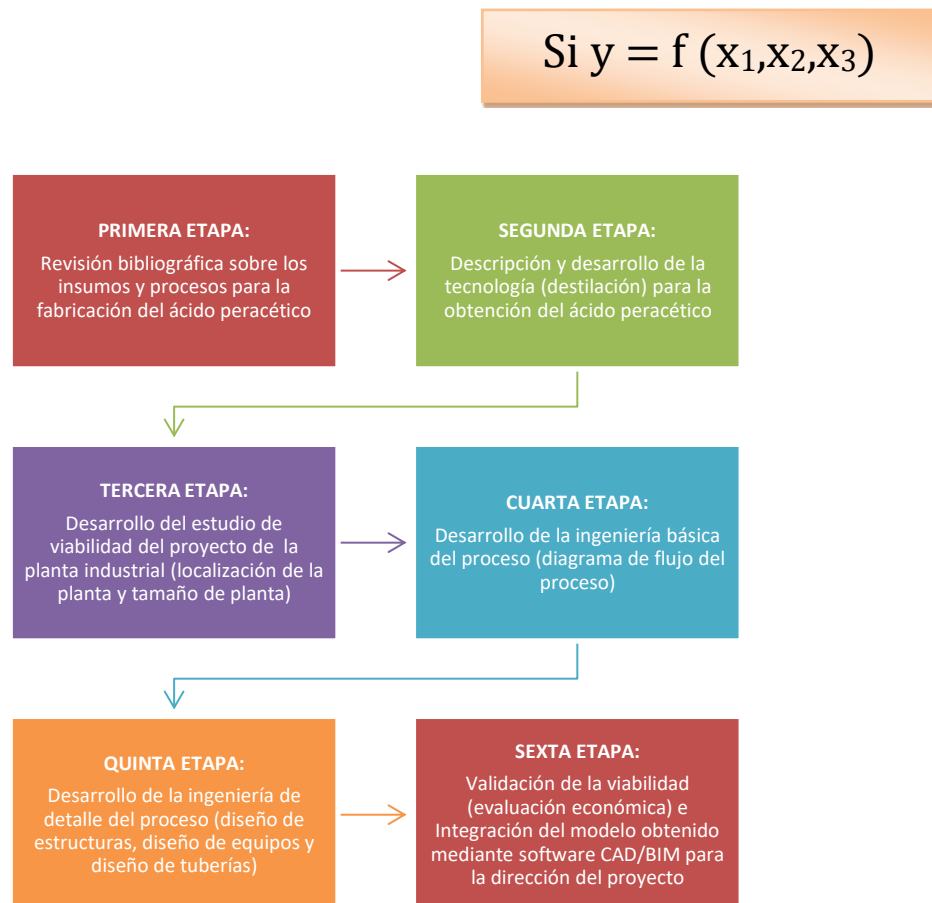 Si y = f (x₁,x₂,x₃)
PRIMERA ETAPA:
Revisión bibliográfica sobre los
insumos y procesos para la
fabricación del ácido peracético
SEGUNDA ETAPA:
Descripción y desarrollo de la
tecnología (destilación) para la
obtención del ácido peracético
TERCERA ETAPA:
Desarrollo del estudio de
viabilidad del proyecto de la
planta industrial (localización de la
planta y tamaño de planta)
CUARTA ETAPA:
Desarrollo de la ingeniería básica
del proceso (diagrama de flujo del
proceso)
QUINTA ETAPA:
Desarrollo de la ingeniería de
detalle del proceso (diseño de
estructuras, diseño de equipos y
diseño de tuberías)
SEXTA ETAPA:
Validación de la viabilidad
(evaluación económica) e
Integración del modelo obtenido
mediante software CAD/BIM para
la dirección del proyecto